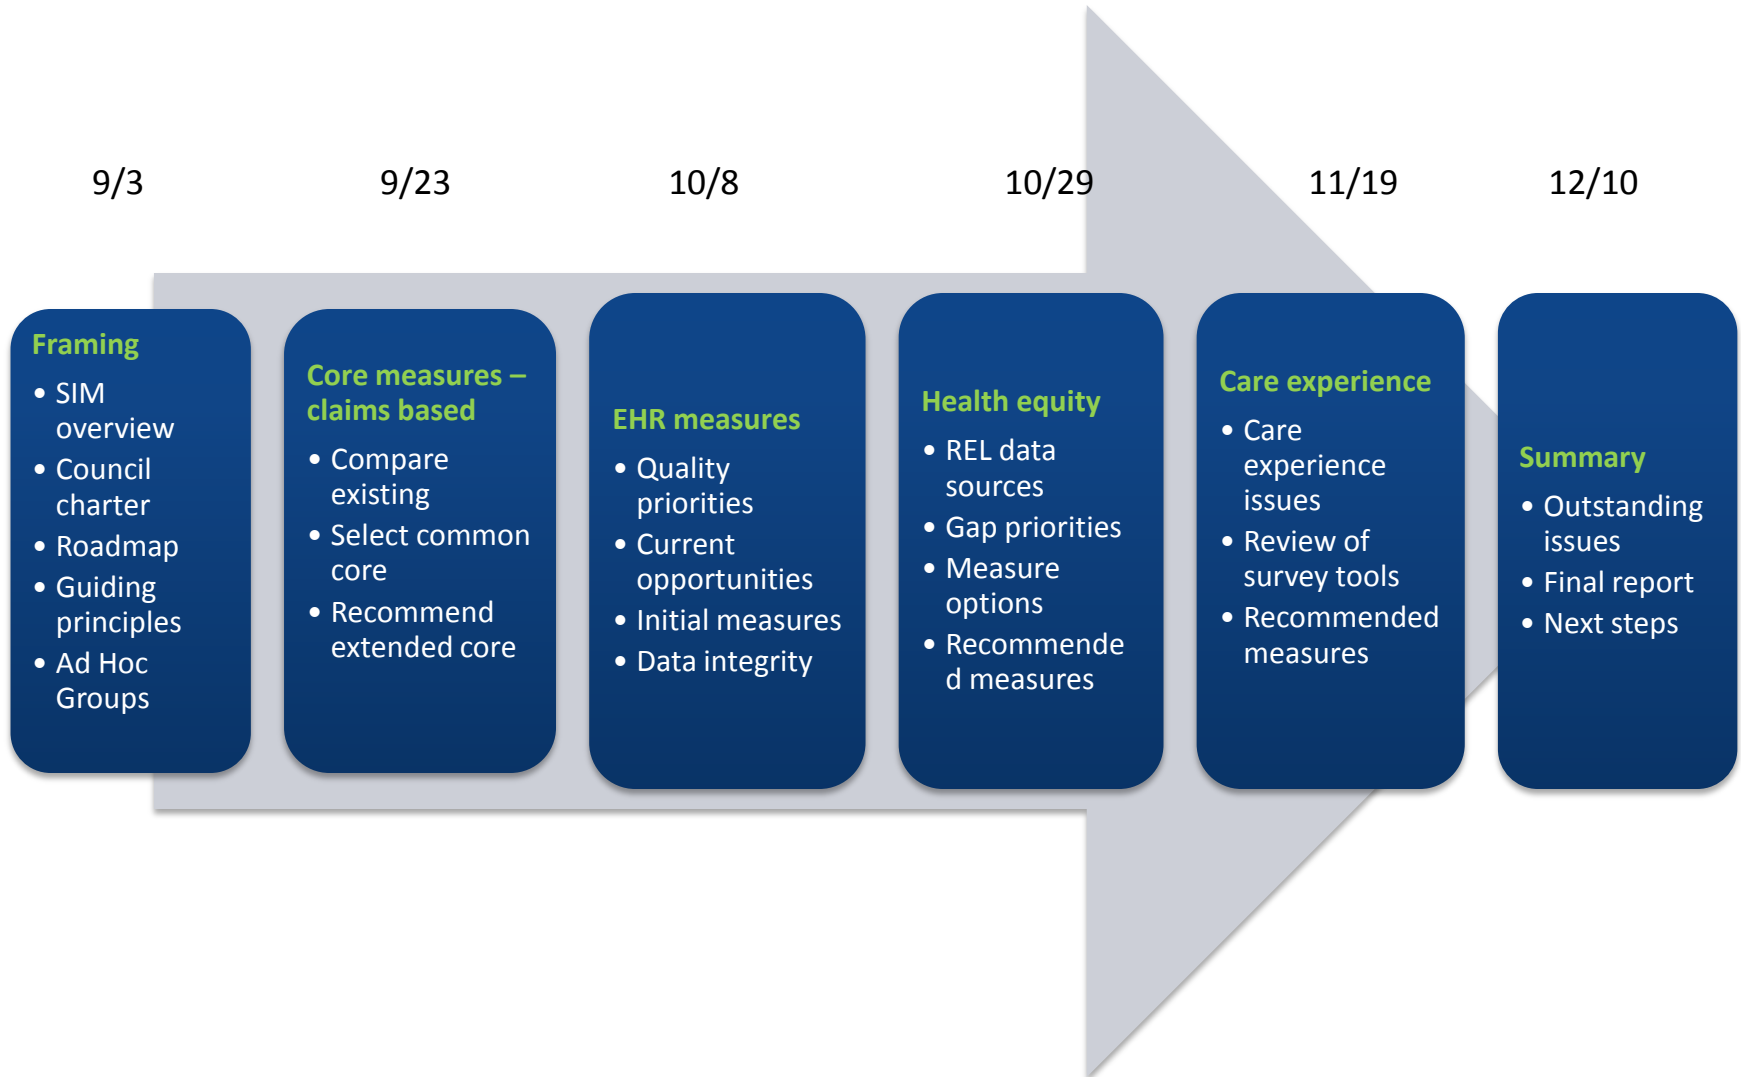 9/3
9/23
10/8
10/29
11/19
12/10
Framing
• SIM
overview
• Council
charter
• Roadmap
• Guiding
principles
• Ad Hoc
Groups
Core measures –
claims based
• Compare
existing
• Select common
core
• Recommend
extended core
EHR measures
• Quality
priorities
• Current
opportunities
• Initial measures
• Data integrity
Health equity
• REL data
sources
• Gap priorities
• Measure
options
• Recommende
d measures
Care experience
• Care
experience
issues
• Review of
survey tools
• Recommended
measures
Summary
• Outstanding
issues
• Final report
• Next steps